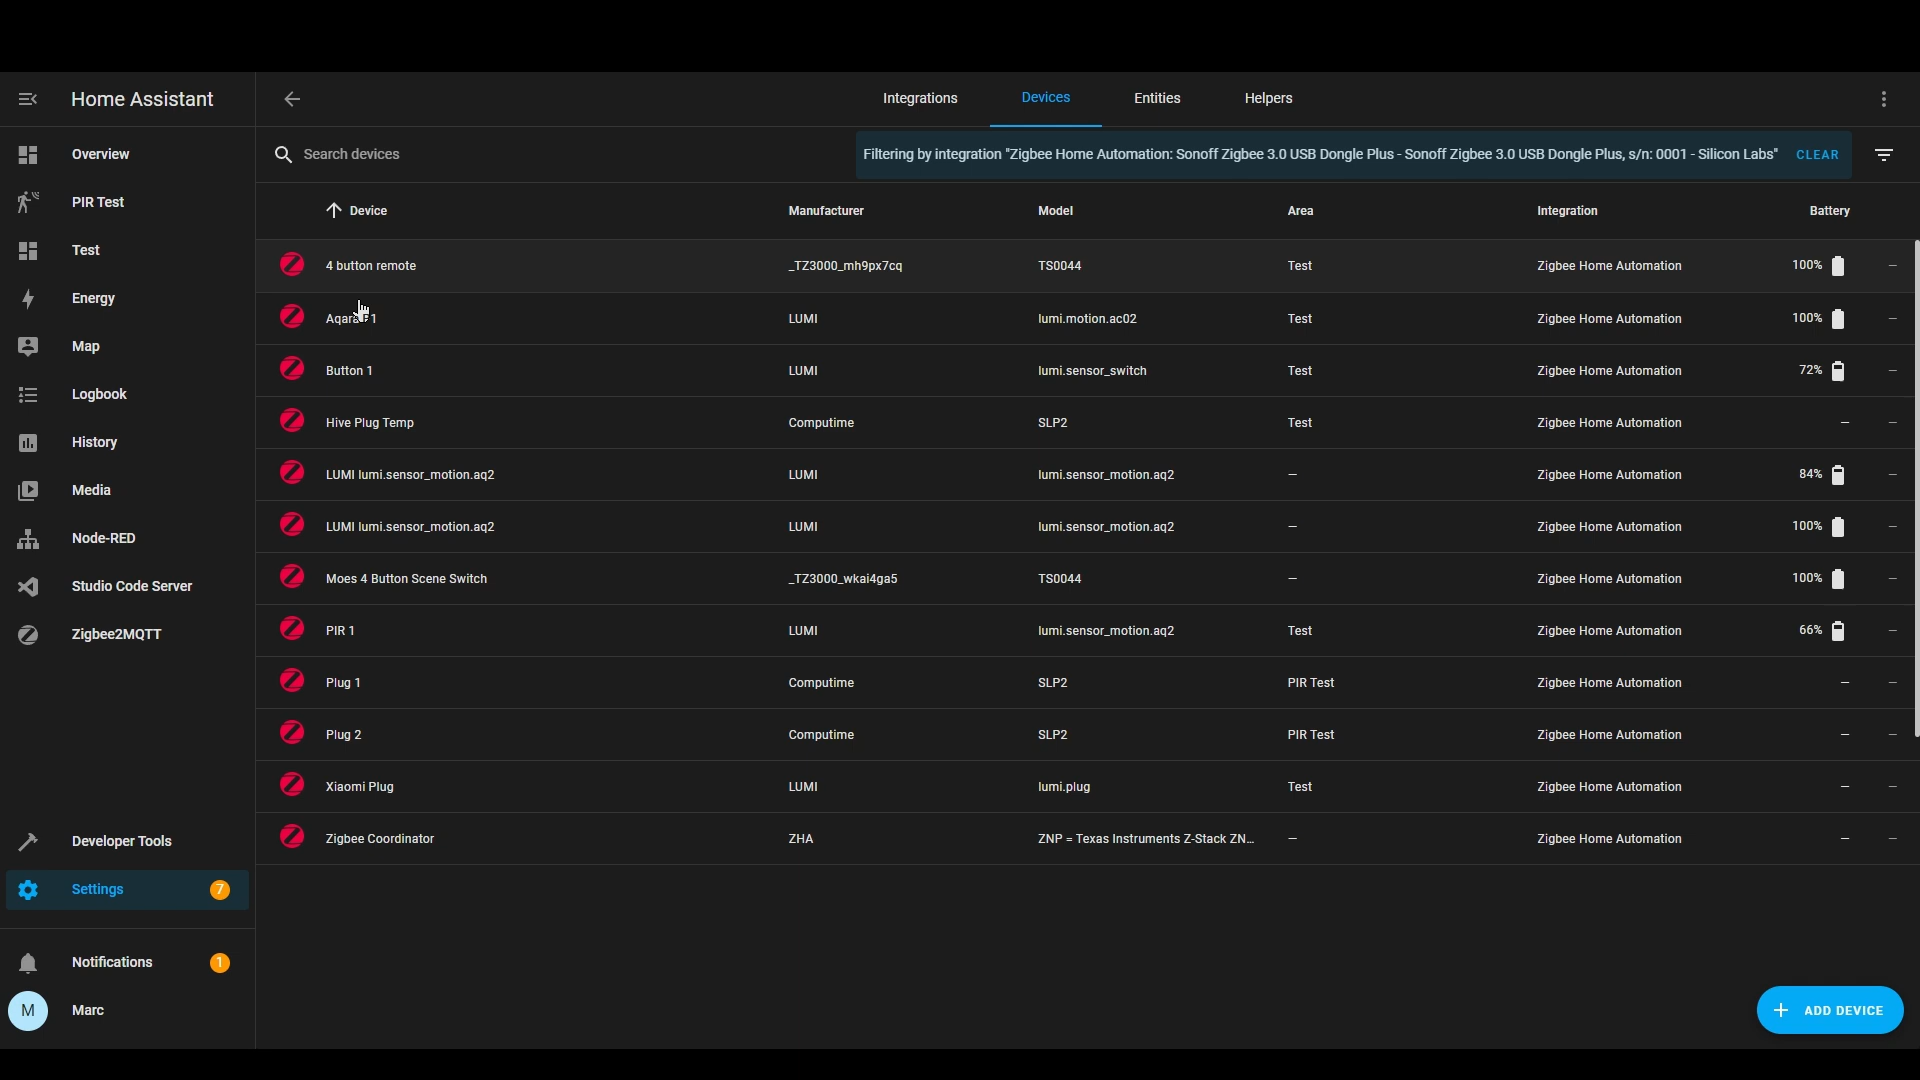 Home Assistant
Integrations Devices Entities Helpers
Search devices
Filtering by integration "Zigbee Home Automation: Sonoff Zigbee 3.0 USB Dongle Plus - Sonoff Zigbee 3.0 USB Dongle Plus, s/n: 0001 - Silicon Labs" CLEAR
Overview
PIR Test
Test
Energy
Map
Logbook
History
Media
Node-RED
Studio Code Server
Zigbee2MQTT
Developer Tools
Settings 7
Notifications 1
M Marc
Device Manufacturer Model Area Integration Battery
4 button remote _TZ3000_mh9px7cq TS0044 Test Zigbee Home Automation 100% –
Aqara 1 LUMI lumi.motion.ac02 Test Zigbee Home Automation 100% –
Button 1 LUMI lumi.sensor_switch Test Zigbee Home Automation 72% –
Hive Plug Temp Computime SLP2 Test Zigbee Home Automation – –
LUMI lumi.sensor_motion.aq2 LUMI lumi.sensor_motion.aq2 – Zigbee Home Automation 84% –
LUMI lumi.sensor_motion.aq2 LUMI lumi.sensor_motion.aq2 – Zigbee Home Automation 100% –
Moes 4 Button Scene Switch _TZ3000_wkai4ga5 TS0044 – Zigbee Home Automation 100% –
PIR 1 LUMI lumi.sensor_motion.aq2 Test Zigbee Home Automation 66% –
Plug 1 Computime SLP2 PIR Test Zigbee Home Automation – –
Plug 2 Computime SLP2 PIR Test Zigbee Home Automation – –
Xiaomi Plug LUMI lumi.plug Test Zigbee Home Automation – –
Zigbee Coordinator ZHA ZNP = Texas Instruments Z-Stack ZN... – Zigbee Home Automation – –
ADD DEVICE